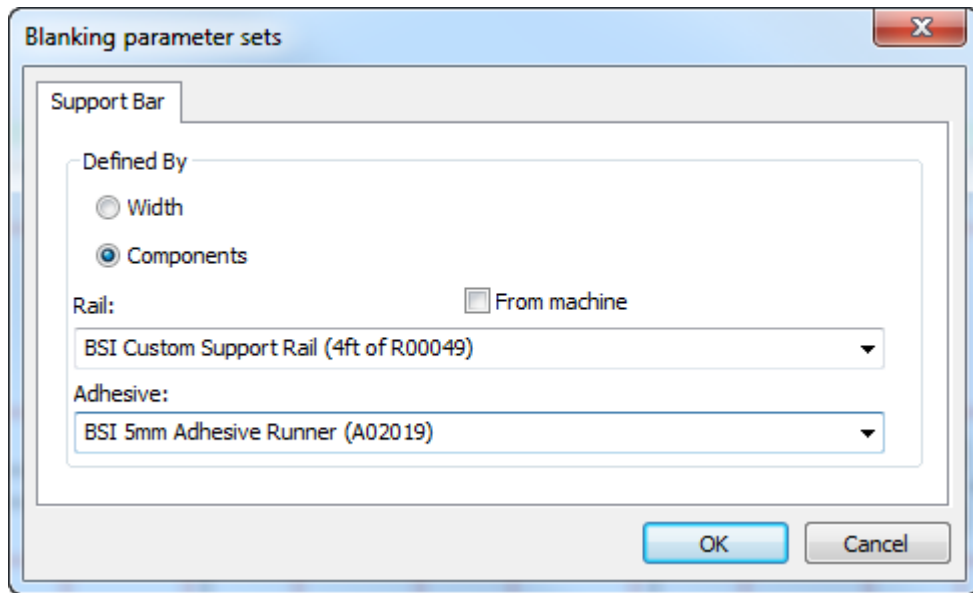 Blanking parameter sets
Support Bar
Defined By
Width
Components
Rail:
From machine
BSI Custom Support Rail (4ft of R00049)
Adhesive:
BSI 5mm Adhesive Runner (A02019)
OK
Cancel